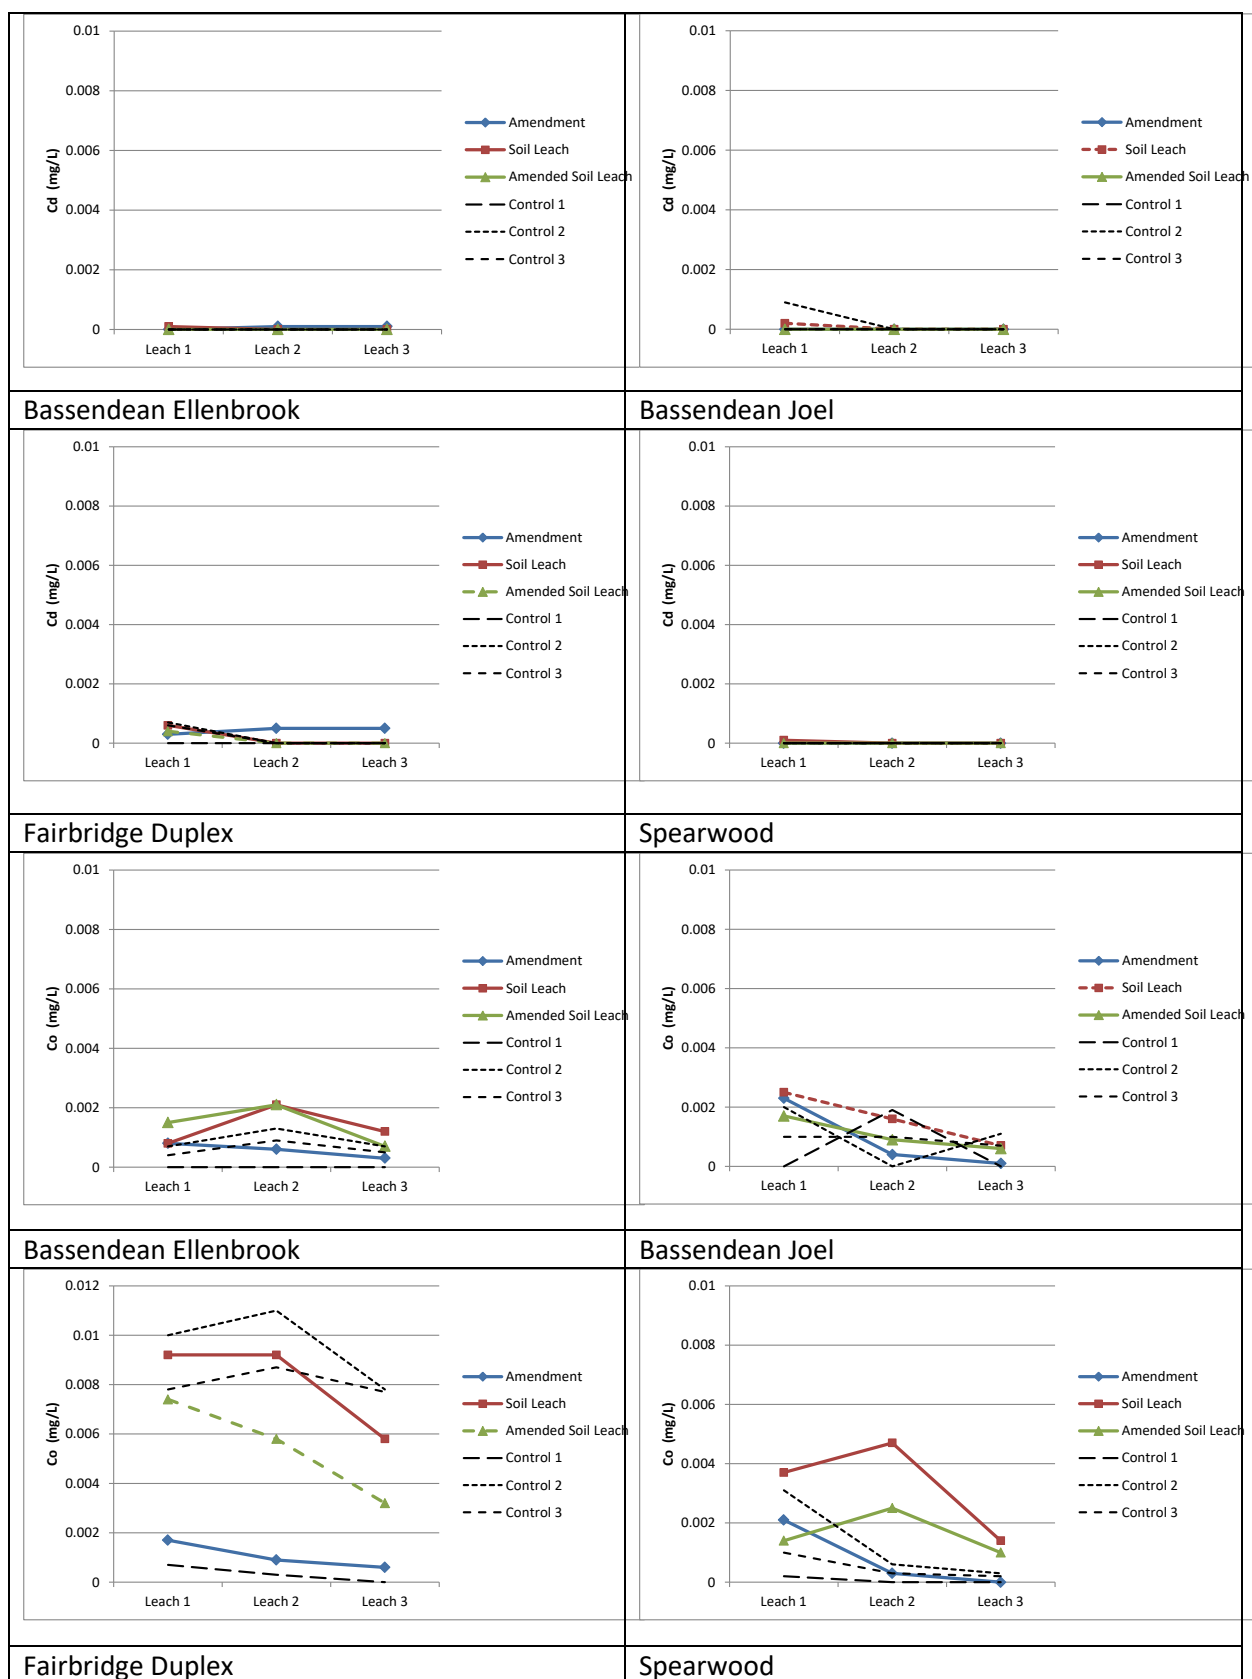 0.01
0.008
0.006
0.004
0.002
0
Cd (mg/L)
Leach 1 Leach 2 Leach 3
Amendment
Soil Leach
Amended Soil Leach
Control 1
Control 2
Control 3
0.01
0.008
0.006
0.004
0.002
0
Cd (mg/L)
Leach 1 Leach 2 Leach 3
Amendment
Soil Leach
Amended Soil Leach
Control 1
Control 2
Control 3
Bassendean Ellenbrook
Bassendean Joel
0.01
0.008
0.006
0.004
0.002
0
Cd (mg/L)
Leach 1 Leach 2 Leach 3
Amendment
Soil Leach
Amended Soil Leach
Control 1
Control 2
Control 3
0.01
0.008
0.006
0.004
0.002
0
Cd (mg/L)
Leach 1 Leach 2 Leach 3
Amendment
Soil Leach
Amended Soil Leach
Control 1
Control 2
Control 3
Fairbridge Duplex
Spearwood
0.01
0.008
0.006
0.004
0.002
0
Co (mg/L)
Leach 1 Leach 2 Leach 3
Amendment
Soil Leach
Amended Soil Leach
Control 1
Control 2
Control 3
0.01
0.008
0.006
0.004
0.002
0
Co (mg/L)
Leach 1 Leach 2 Leach 3
Amendment
Soil Leach
Amended Soil Leach
Control 1
Control 2
Control 3
Bassendean Ellenbrook
Bassendean Joel
0.012
0.01
0.008
0.006
0.004
0.002
0
Co (mg/L)
Leach 1 Leach 2 Leach 3
Amendment
Soil Leach
Amended Soil Leach
Control 1
Control 2
Control 3
0.01
0.008
0.006
0.004
0.002
0
Co (mg/L)
Leach 1 Leach 2 Leach 3
Amendment
Soil Leach
Amended Soil Leach
Control 1
Control 2
Control 3
Fairbridge Duplex
Spearwood